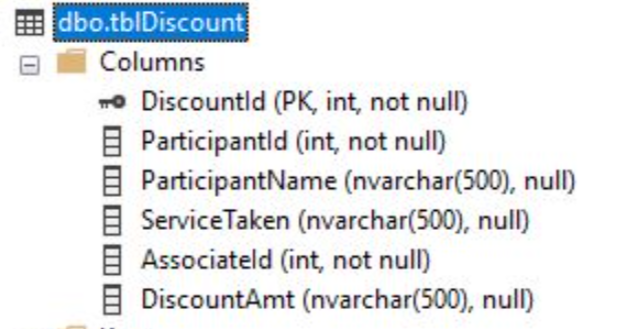 dbo.tblDiscount
Columns
DiscountId (PK, int, not null)
ParticipantId (int, not null)
ParticipantName (nvarchar(500), null)
ServiceTaken (nvarchar(500), null)
AssociateId (int, not null)
DiscountAmt (nvarchar(500), null)